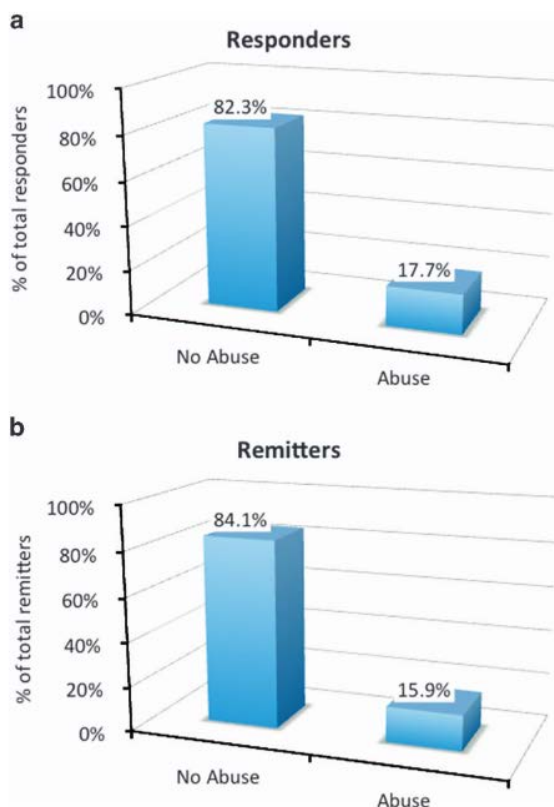 a
Responders
% of total responders
100%
80%
60%
40%
20%
0%
82.3%
17.7%
No Abuse
Abuse
b
Remitters
% of total remitters
100%
80%
60%
40%
20%
0%
84.1%
15.9%
No Abuse
Abuse